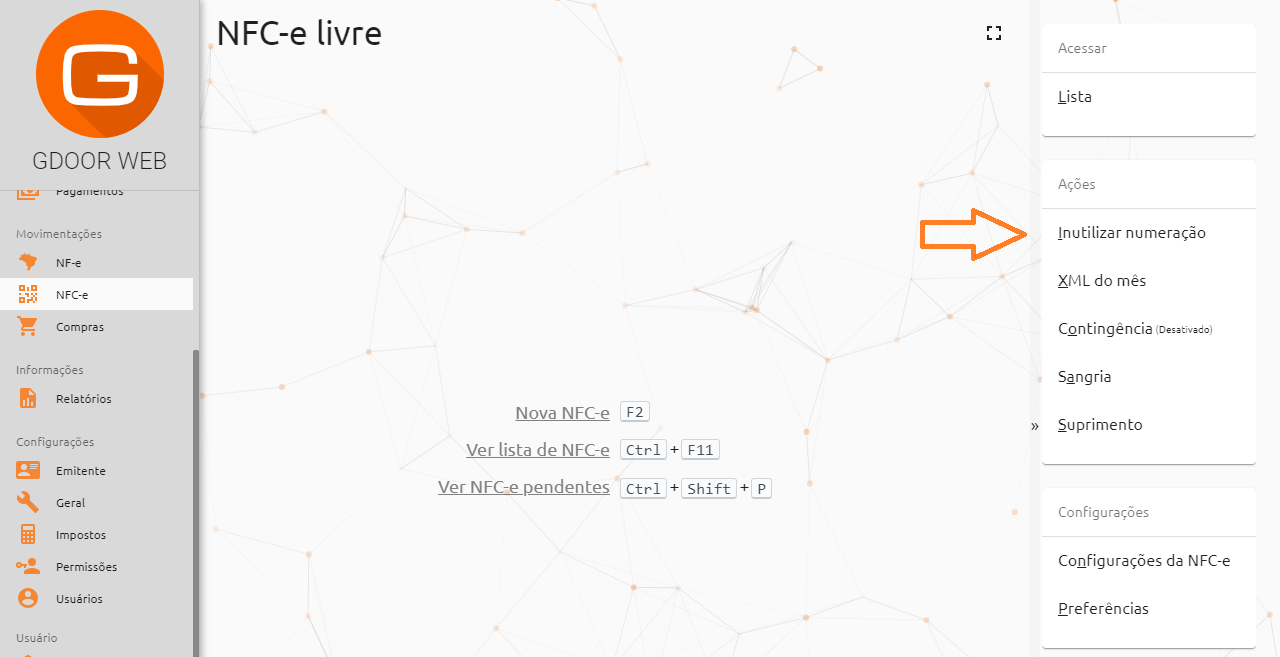 GDOOR WEB
Pagamentos
Movimentações
NF-e
NFC-e
Compras
Informações
Relatórios
Configurações
Emitente
Geral
Impostos
Permissões
Usuários
Usuário
NFC-e livre
Nova NFC-e F2
Ver lista de NFC-e Ctrl + F11
Ver NFC-e pendentes Ctrl + Shift + P
»
Acessar
Lista
Ações
Inutilizar numeração
XML do mês
Contingência (Desativado)
Sangria
Suprimento
Configurações
Configurações da NFC-e
Preferências